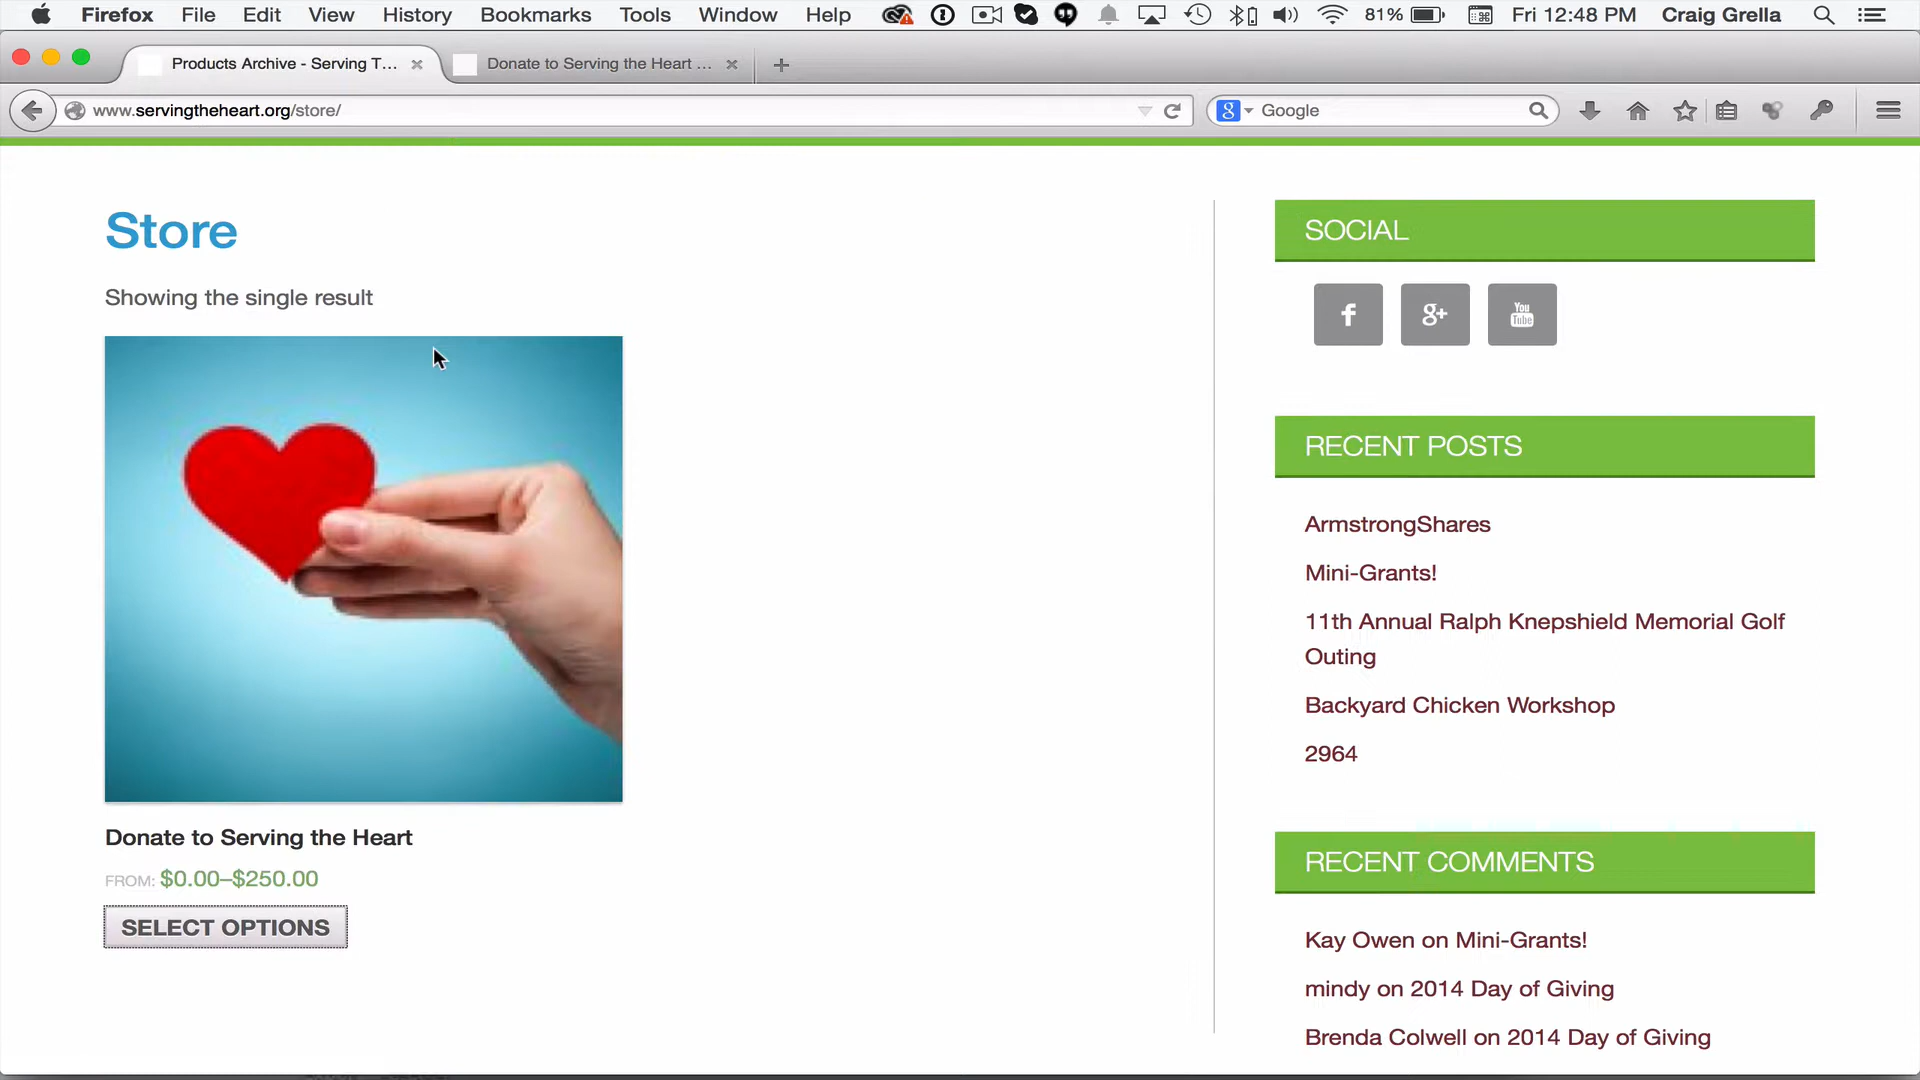 Firefox File Edit View History Bookmarks Tools Window Help 81% Fri 12:48 PM Craig Grella
Products Archive - Serving T... Donate to Serving the Heart ...
www.servingtheheart.org/store/ Google
Store
Showing the single result
Donate to Serving the Heart
FROM: $0.00–$250.00
SELECT OPTIONS
SOCIAL
f g+ You Tube
RECENT POSTS
ArmstrongShares
Mini-Grants!
11th Annual Ralph Knepshield Memorial Golf
Outing
Backyard Chicken Workshop
2964
RECENT COMMENTS
Kay Owen on Mini-Grants!
mindy on 2014 Day of Giving
Brenda Colwell on 2014 Day of Giving